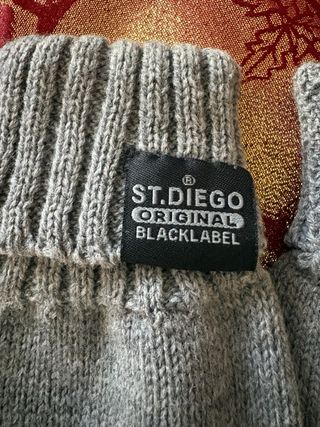 ®
ST.DIEGO
ORIGINAL
BLACKLABEL